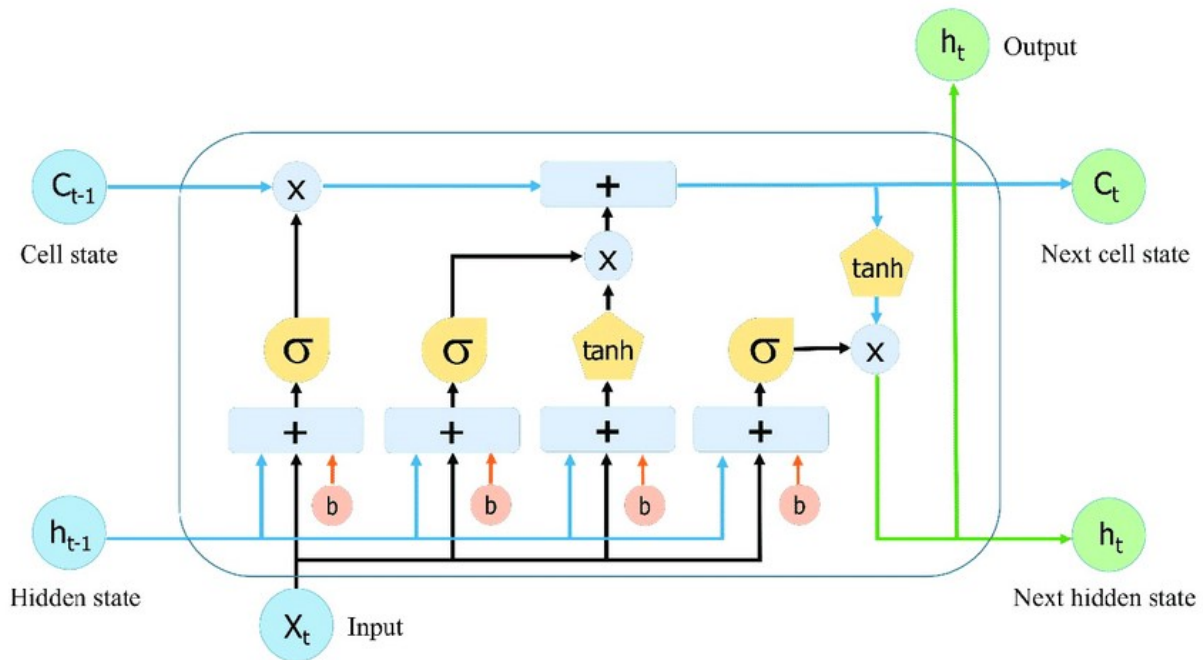 hₜ Output
Cₜ₋₁ x + Cₜ
Cell state Next cell state
x tanh
σ σ tanh σ x
+ + + +
b b b b
hₜ₋₁ hₜ
Hidden state Next hidden state
Xₜ Input